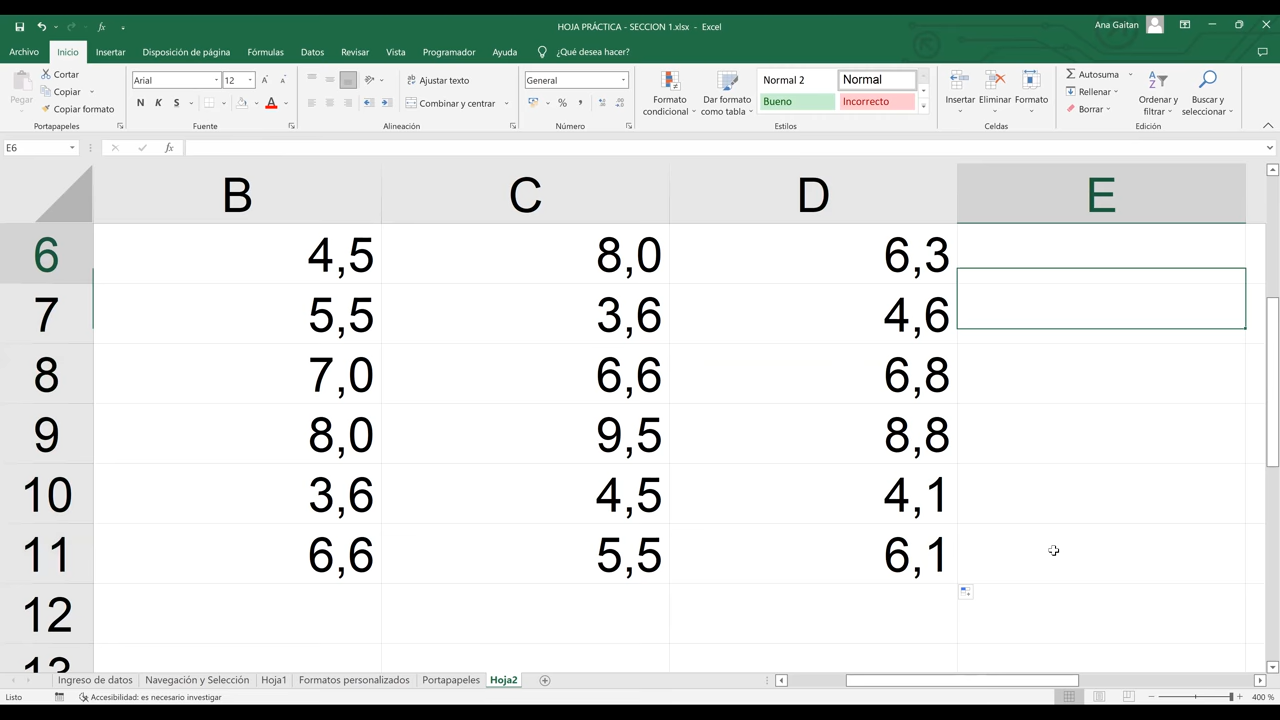 HOJA PRÁCTICA - SECCION 1.xlsx - Excel
Ana Gaitan
Archivo Inicio Insertar Disposición de página Fórmulas Datos Revisar Vista Programador Ayuda ¿Qué desea hacer?
Pegar
Cortar
Copiar
Copiar formato
Portapapeles
Arial 12
N K S
Fuente
Ajustar texto
Combinar y centrar
Alineación
General
Número
Formato condicional
Dar formato como tabla
Normal 2 Normal
Bueno Incorrecto
Estilos
Insertar Eliminar Formato
Celdas
Autosuma
Rellenar
Borrar
Ordenar y filtrar
Buscar y seleccionar
Edición
E6 fx
B C D E
6 4,5 8,0 6,3
7 5,5 3,6 4,6
8 7,0 6,6 6,8
9 8,0 9,5 8,8
10 3,6 4,5 4,1
11 6,6 5,5 6,1
12
13
Ingreso de datos Navegación y Selección Hoja1 Formatos personalizados Portapapeles Hoja2
Listo Accesibilidad: es necesario investigar 400 %